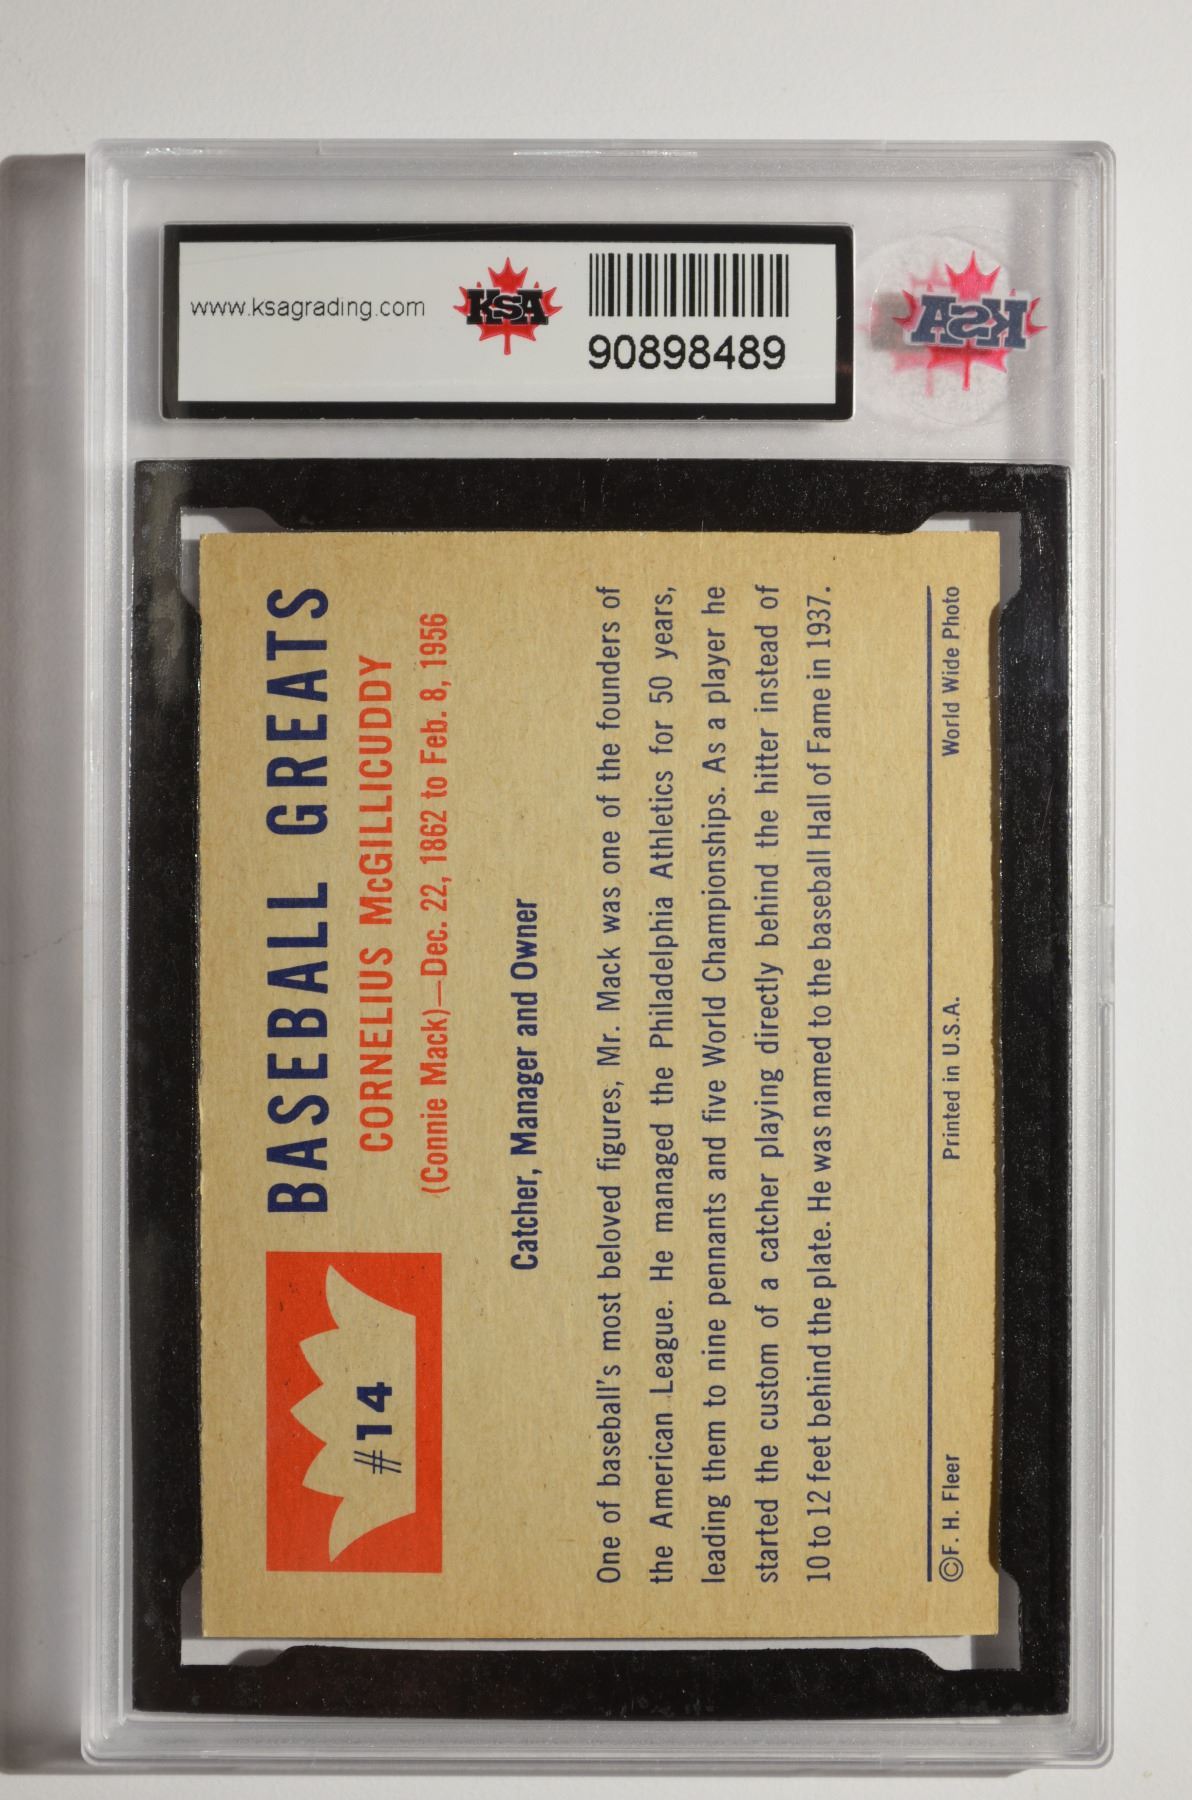 www.ksagrading.com
KSA
90898489
KSA
BASEBALL GREATS
CORNELIUS McGILLICUDDY
(Connie Mack)—Dec. 22, 1862 to Feb. 8, 1956
#14
Catcher, Manager and Owner
One of baseball's most beloved figures, Mr. Mack was one of the founders of
the American League. He managed the Philadelphia Athletics for 50 years,
leading them to nine pennants and five World Championships. As a player he
started the custom of a catcher playing directly behind the hitter instead of
10 to 12 feet behind the plate. He was named to the baseball Hall of Fame in 1937.
©F. H. Fleer
Printed in U.S.A.
World Wide Photo